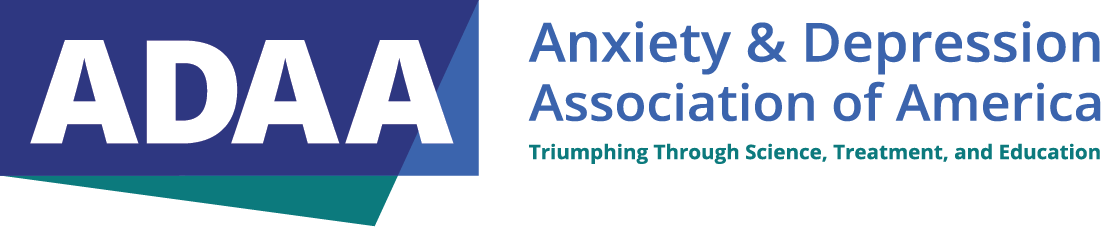 ADAA
Anxiety & Depression
Association of America
Triumphing Through Science, Treatment, and Education